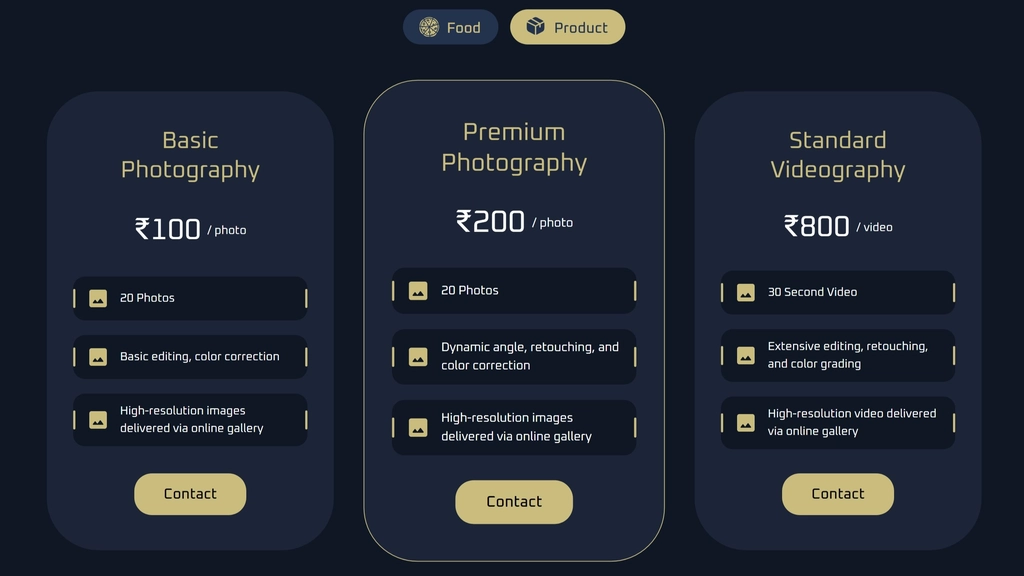 Food
Product
Basic
Photography
₹100 / photo
20 Photos
Basic editing, color correction
High-resolution images
delivered via online gallery
Contact
Premium
Photography
₹200 / photo
20 Photos
Dynamic angle, retouching, and
color correction
High-resolution images
delivered via online gallery
Contact
Standard
Videography
₹800 / video
30 Second Video
Extensive editing, retouching,
and color grading
High-resolution video delivered
via online gallery
Contact